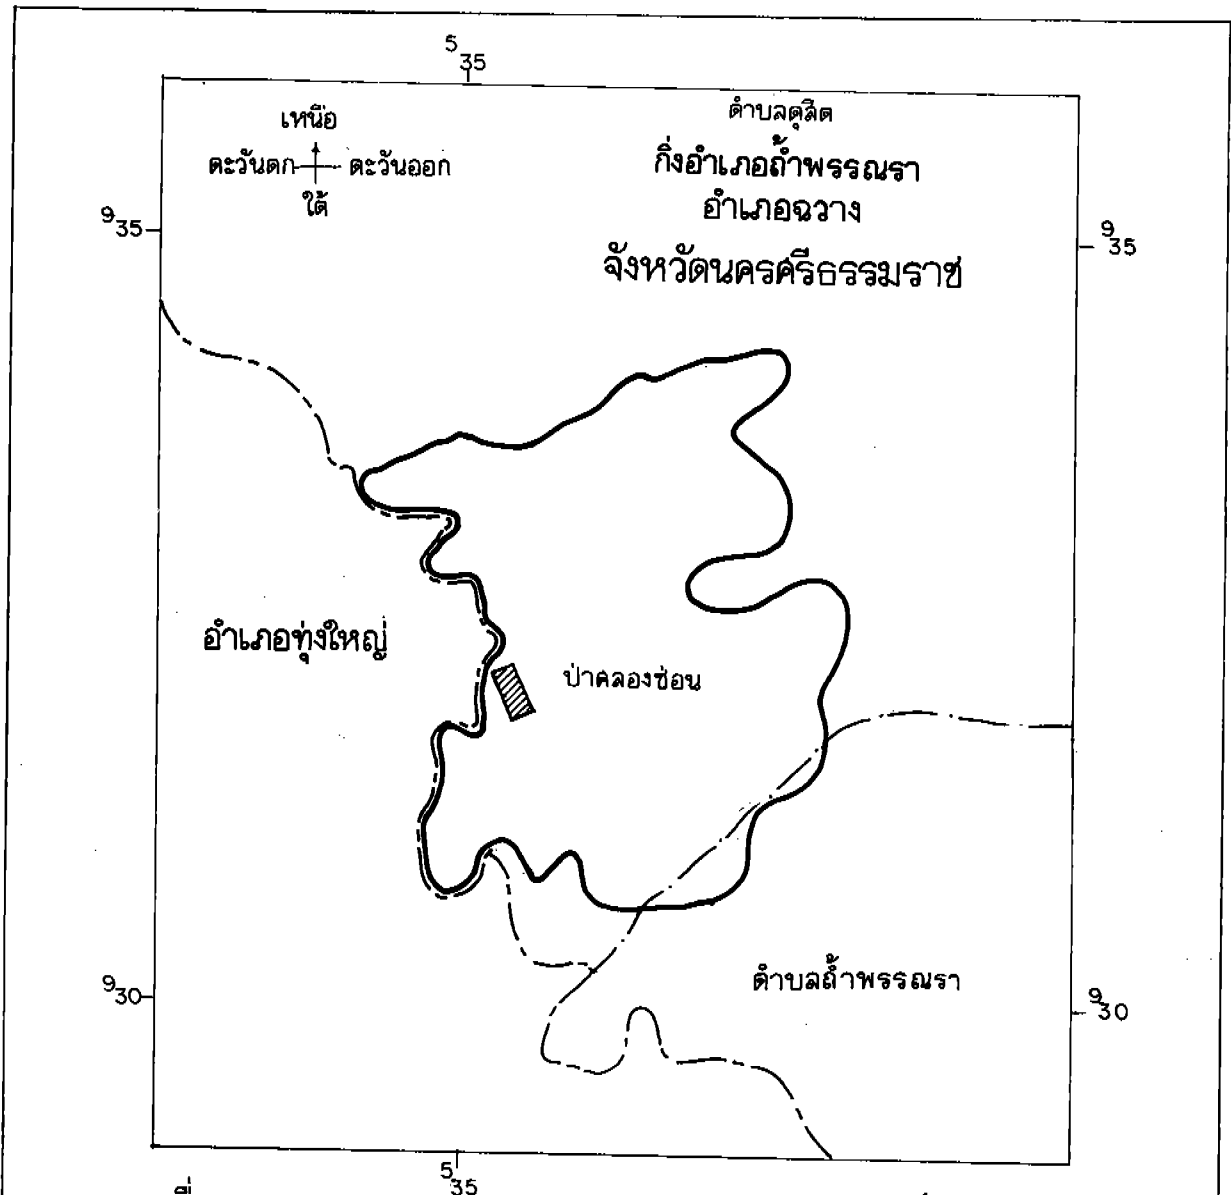 5 35
เหนือ
ตะวันตก ตะวันออก
ใต้
ตำบลดุสิต
กิ่งอำเภอถ้ำพรรณรา
อำเภอฉวาง
จังหวัดนครศรีธรรมราช
9 35
9 35
อำเภอทุ่งใหญ่
ป่าคลองซ่อน
ตำบลถ้ำพรรณรา
9 30
9 30
5 35